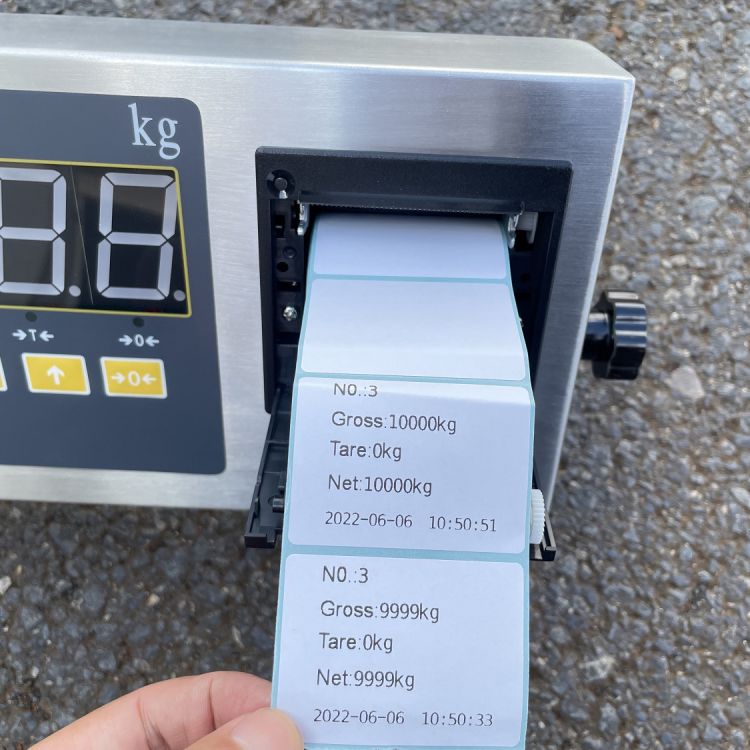 kg
88
→T← →0←
↑ →0←
N0.:3
Gross:10000kg
Tare:0kg
Net:10000kg
2022-06-06 10:50:51
N0.:3
Gross:9999kg
Tare:0kg
Net:9999kg
2022-06-06 10:50:33